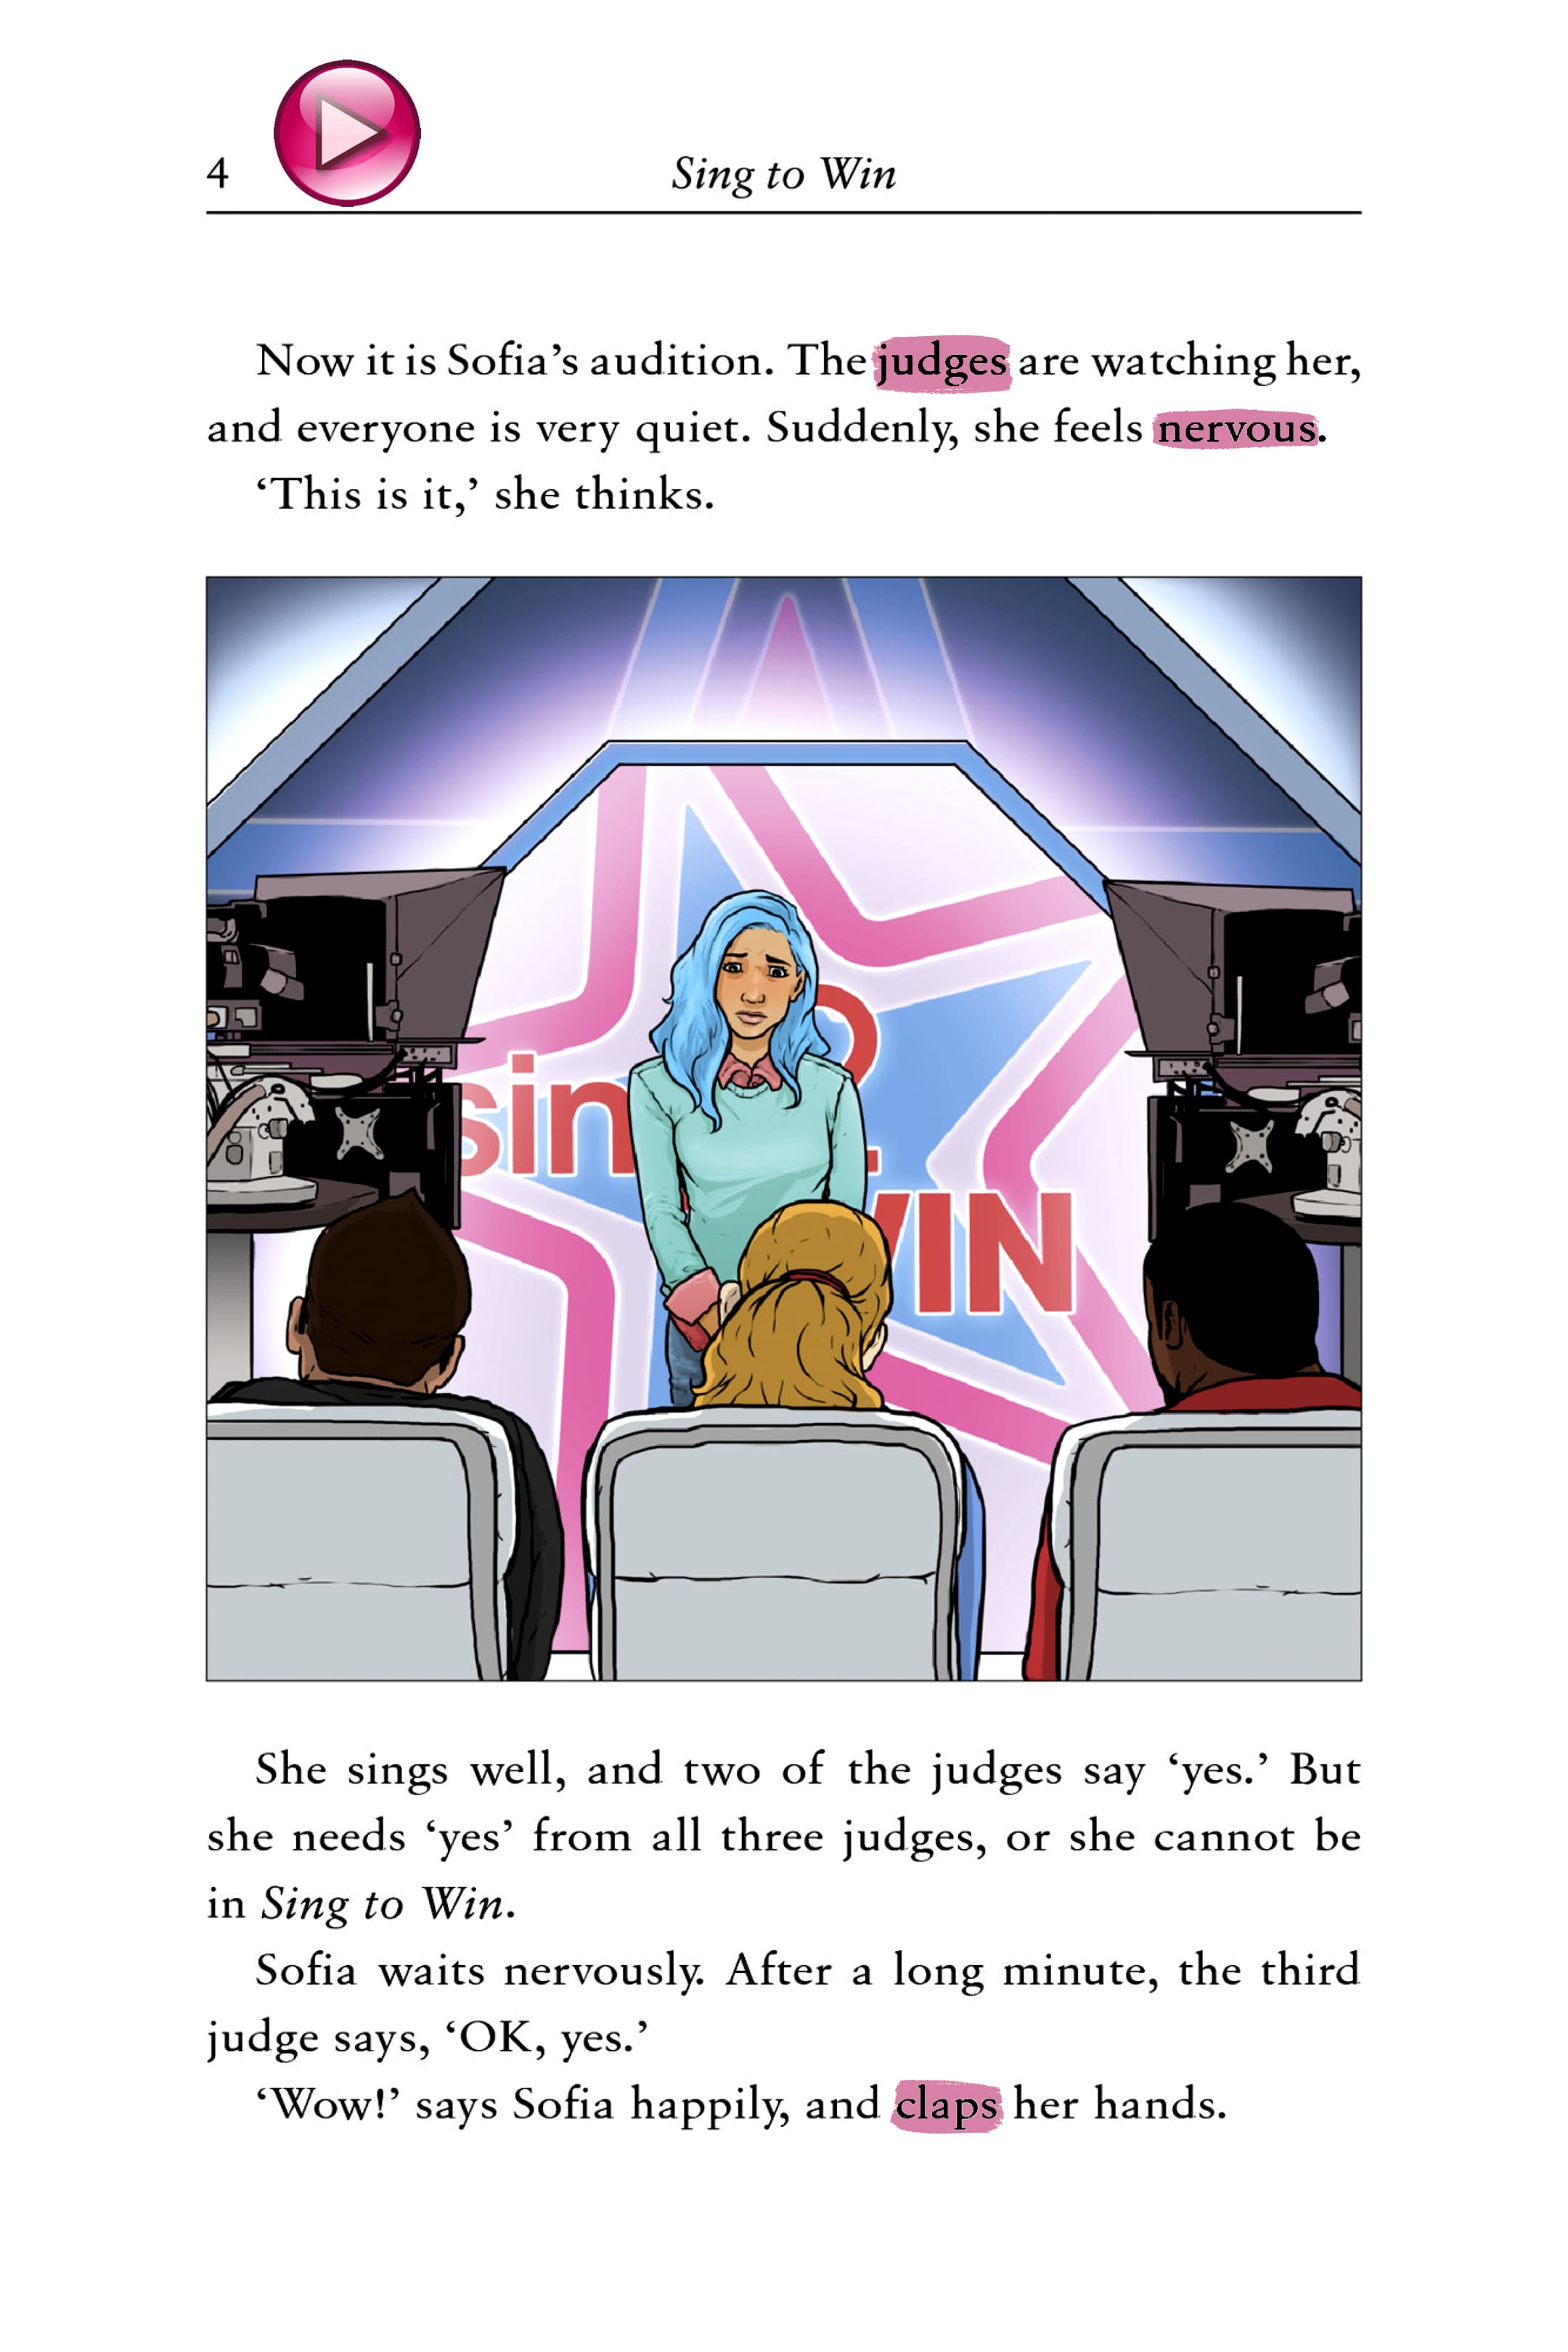 4
Sing to Win
Now it is Sofia’s audition. The judges are watching her,
and everyone is very quiet. Suddenly, she feels nervous.
‘This is it,’ she thinks.
sin
WIN
She sings well, and two of the judges say ‘yes.’ But
she needs ‘yes’ from all three judges, or she cannot be
in Sing to Win.
Sofia waits nervously. After a long minute, the third
judge says, ‘OK, yes.’
‘Wow!’ says Sofia happily, and claps her hands.